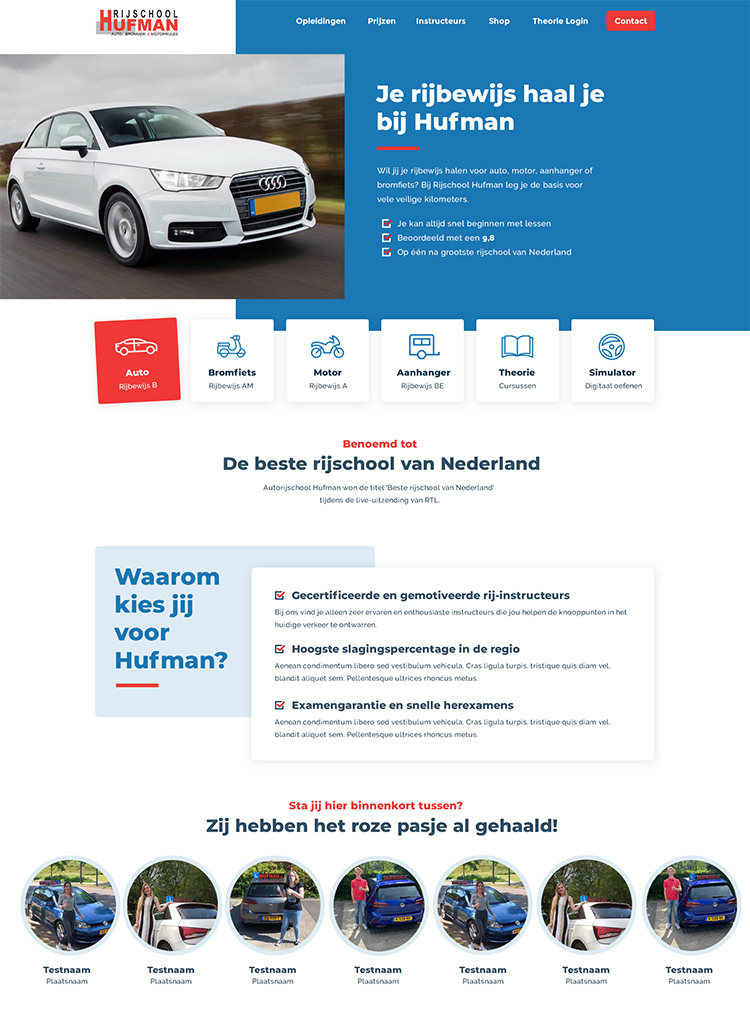 RIJSCHOOL
HUFMAN
AUTO-, BROMMER- & MOTORRIJLES
Opleidingen Prijzen Instructeurs Shop Theorie Login Contact
Je rijbewijs haal je
bij Hufman
Wil jij je rijbewijs halen voor auto, motor, aanhanger of
bromfiets? Bij Rijschool Hufman leg je de basis voor
vele veilige kilometers.
Je kan altijd snel beginnen met lessen
Beoordeeld met een 9,8
Op één na grootste rijschool van Nederland
Auto
Rijbewijs B
Bromfiets
Rijbewijs AM
Motor
Rijbewijs A
Aanhanger
Rijbewijs BE
Theorie
Cursussen
Simulator
Digitaal oefenen
Benoemd tot
De beste rijschool van Nederland
Autorijschool Hufman won de titel 'Beste rijschool van Nederland'
tijdens de live-uitzending van RTL.
Waarom
kies jij
voor
Hufman?
Gecertificeerde en gemotiveerde rij-instructeurs
Bij ons vind je alleen zeer ervaren en enthousiaste instructeurs die jou helpen de knooppunten in het
huidige verkeer te ontwarren.
Hoogste slagingspercentage in de regio
Aenean condimentum libero sed vestibulum vehicula. Cras ligula turpis, tristique quis diam vel,
blandit aliquet sem. Pellentesque ultrices rhoncus metus.
Examengarantie en snelle herexamens
Aenean condimentum libero sed vestibulum vehicula. Cras ligula turpis, tristique quis diam vel,
blandit aliquet sem. Pellentesque ultrices rhoncus metus.
Sta jij hier binnenkort tussen?
Zij hebben het roze pasje al gehaald!
HUFMAN
Testnaam Testnaam Testnaam Testnaam Testnaam Testnaam Testnaam
Plaatsnaam Plaatsnaam Plaatsnaam Plaatsnaam Plaatsnaam Plaatsnaam Plaatsnaam